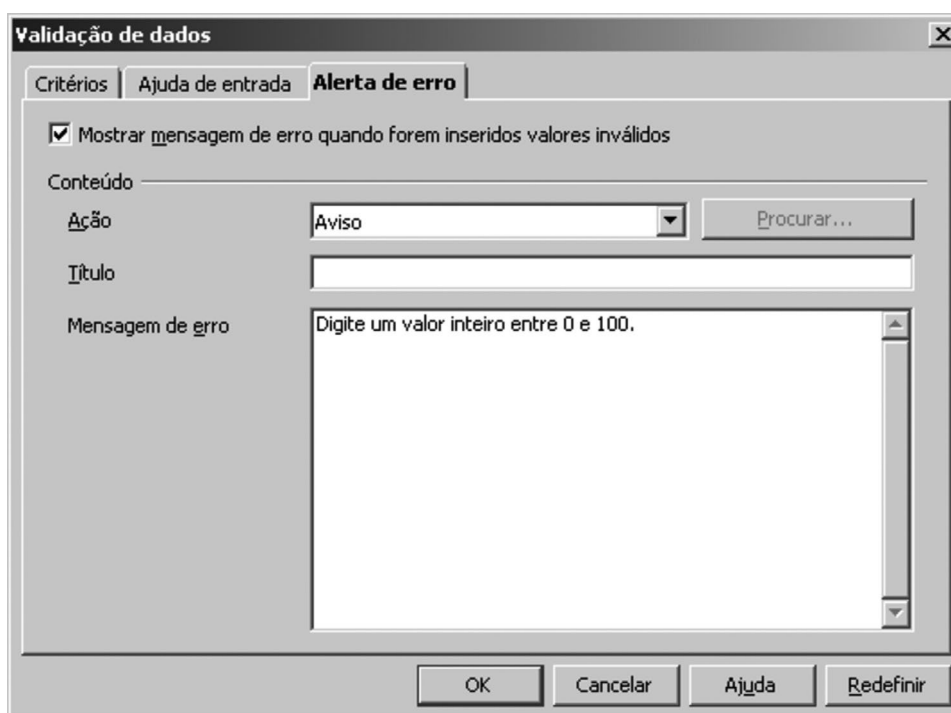 Validação de dados
Critérios
Ajuda de entrada
Alerta de erro
Mostrar mensagem de erro quando forem inseridos valores inválidos
Conteúdo
Ação
Aviso
Procurar...
Título
Mensagem de erro
Digite um valor inteiro entre 0 e 100.
OK
Cancelar
Ajuda
Redefinir